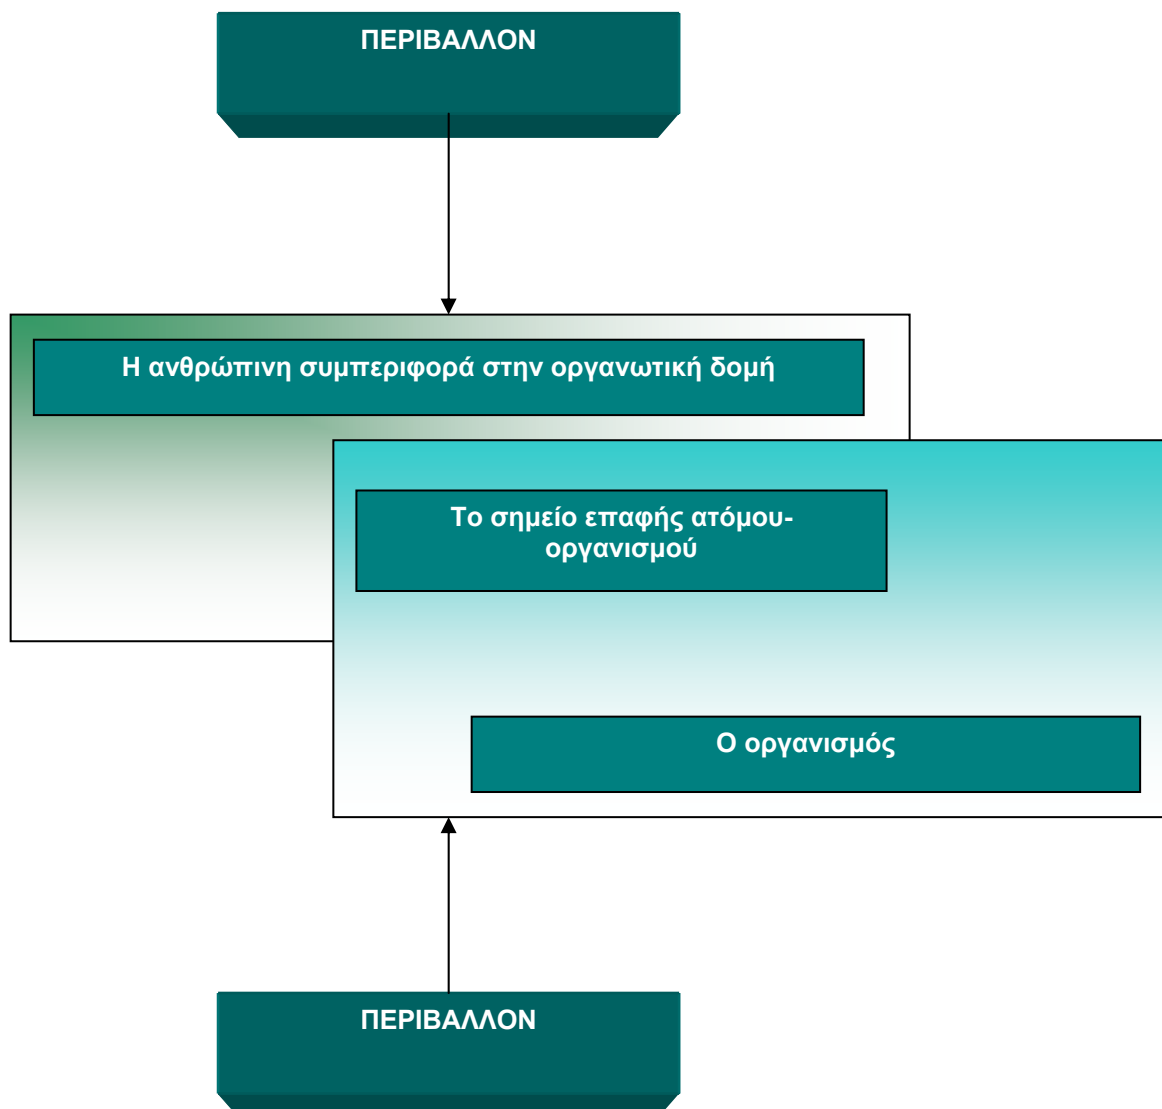 ΠΕΡΙΒΑΛΛΟΝ
Η ανθρώπινη συμπεριφορά στην οργανωτική δομή
Το σημείο επαφής ατόμου-
οργανισμού
Ο οργανισμός
ΠΕΡΙΒΑΛΛΟΝ